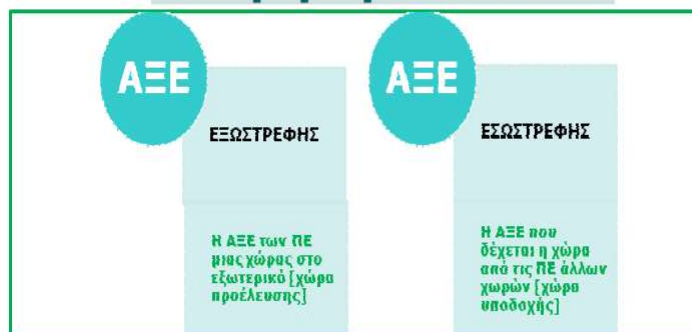 ΑΞΕ
ΕΞΩΣΤΡΕΦΗΣ
Η ΑΞΕ των ΠΕ
μιας χώρας στο
εξωτερικό [χώρα
προέλευσης]
ΑΞΕ
ΕΣΩΣΤΡΕΦΗΣ
Η ΑΞΕ που
δέχεται η χώρα
από τις ΠΕ άλλων
χωρών [χώρα
υποδοχής]